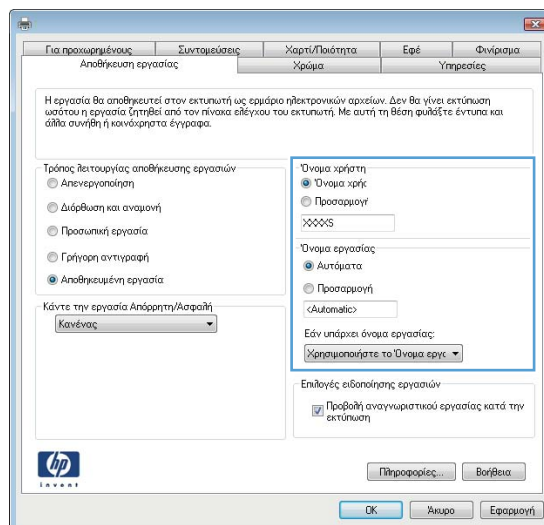 Για προχωρημένους
Συντομεύσεις
Χαρτί/Ποιότητα
Εφέ
Φινίρισμα
Αποθήκευση εργασίας
Χρώμα
Υπηρεσίες
Η εργασία θα αποθηκευτεί στον εκτυπωτή ως ερμάριο ηλεκτρονικών αρχείων. Δεν θα γίνει εκτύπωση
ωσότου η εργασία ζητηθεί από τον πίνακα ελέγχου του εκτυπωτή. Με αυτή τη θέση φυλάξτε έντυπα και
άλλα συνήθη ή κοινόχρηστα έγγραφα.
Τρόπος λειτουργίας αποθήκευσης εργασιών
Απενεργοποίηση
Διόρθωση και αναμονή
Προσωπική εργασία
Γρήγορη αντιγραφή
Αποθηκευμένη εργασία
Κάντε την εργασία Απόρρητη/Ασφαλή
Κανένας
Όνομα χρήστη
Όνομα χρής
Προσαρμογή
XXXXS
Όνομα εργασίας
Αυτόματα
Προσαρμογή
<Automatic>
Εάν υπάρχει όνομα εργασίας:
Χρησιμοποιήστε το Όνομα εργς
Επιλογές ειδοποίησης εργασιών
Προβολή αναγνωριστικού εργασίας κατά την
εκτύπωση
hp
invent
Πληροφορίες...
Βοήθεια
OK
Άκυρο
Εφαρμογή